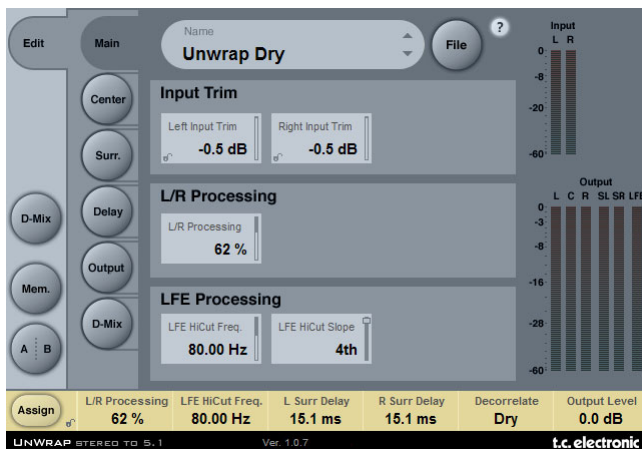 Edit
Main
Name
Unwrap Dry
File
?
Input
L R
0
-8
-20
-60
Center
Surr.
Delay
Output
D-Mix
D-Mix
Mem.
A B
Input Trim
Left Input Trim
-0.5 dB
Right Input Trim
-0.5 dB
L/R Processing
L/R Processing
62 %
LFE Processing
LFE HiCut Freq.
80.00 Hz
LFE HiCut Slope
4th
Output
L C R SL SR LFE
0
-3
-8
-16
-28
-60
Assign
L/R Processing
62 %
LFE HiCut Freq.
80.00 Hz
L Surr Delay
15.1 ms
R Surr Delay
15.1 ms
Decorrelate
Dry
Output Level
0.0 dB
UNWRAP STEREO TO 5.1
Ver. 1.0.7
t.c. electronic